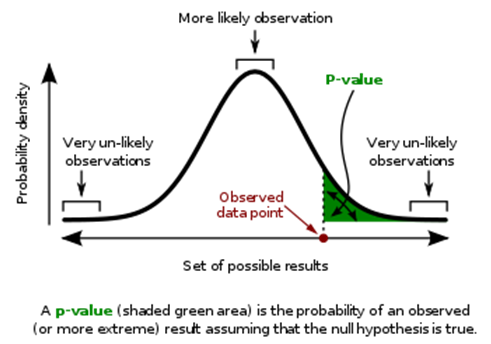 More likely observation
P-value
Probability density
Very un-likely
observations
Very un-likely
observations
Observed
data point
Set of possible results
A p-value (shaded green area) is the probability of an observed
(or more extreme) result assuming that the null hypothesis is true.